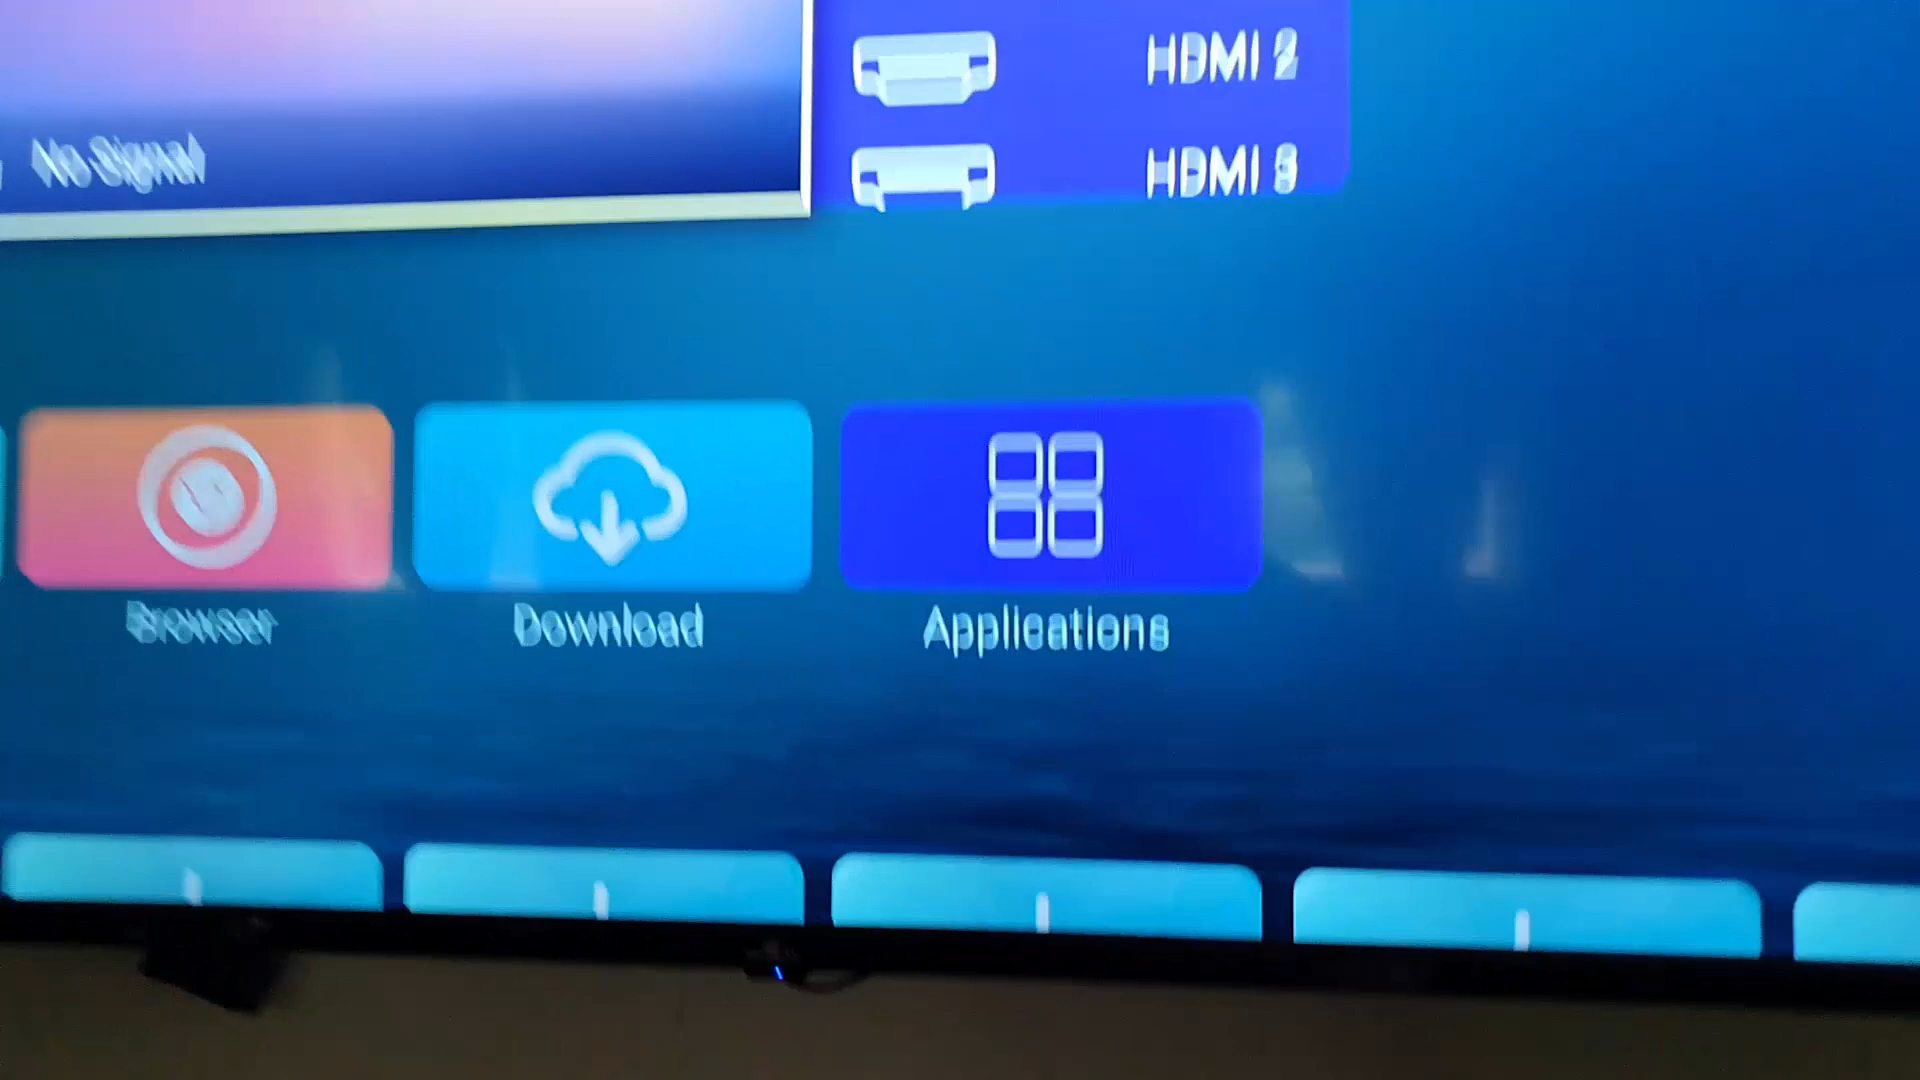 HDMI 2
No Signal
HDMI 3
Browser
Download
Applications